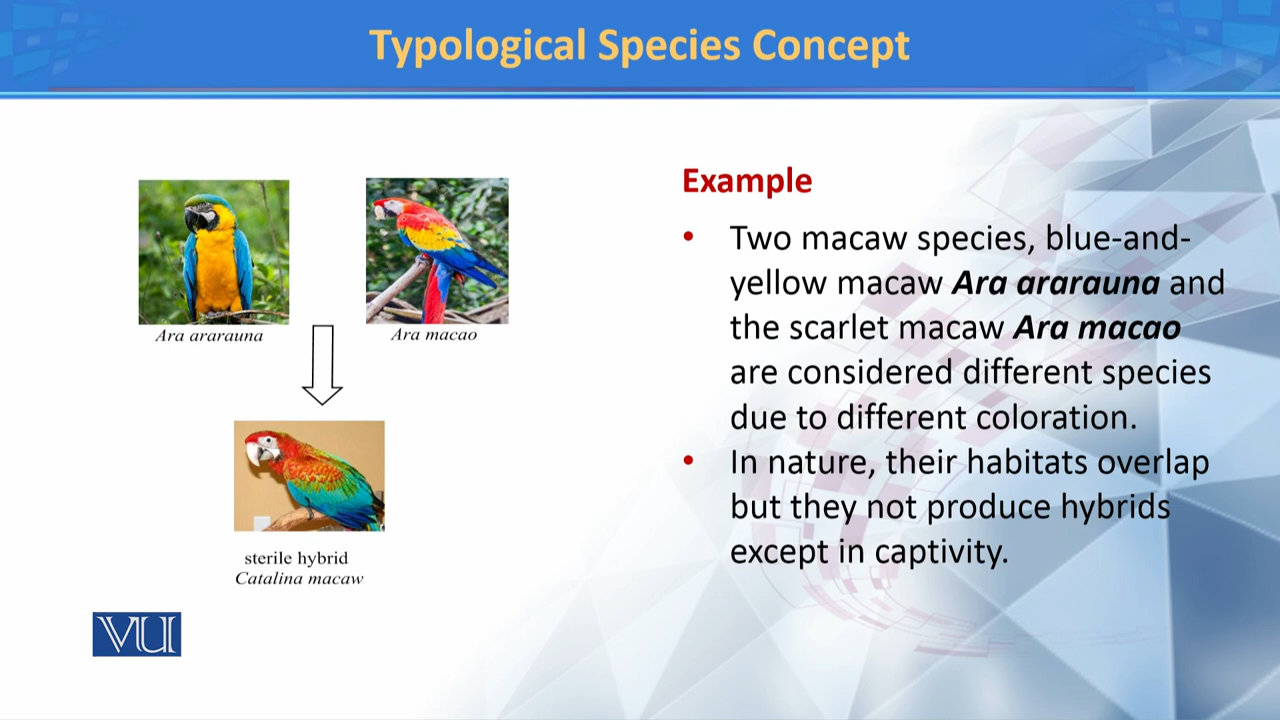 Typological Species Concept
Ara ararauna
Ara macao
sterile hybrid
Catalina macaw
Example
• Two macaw species, blue-and-
yellow macaw Ara ararauna and
the scarlet macaw Ara macao
are considered different species
due to different coloration.
• In nature, their habitats overlap
but they not produce hybrids
except in captivity.
VU